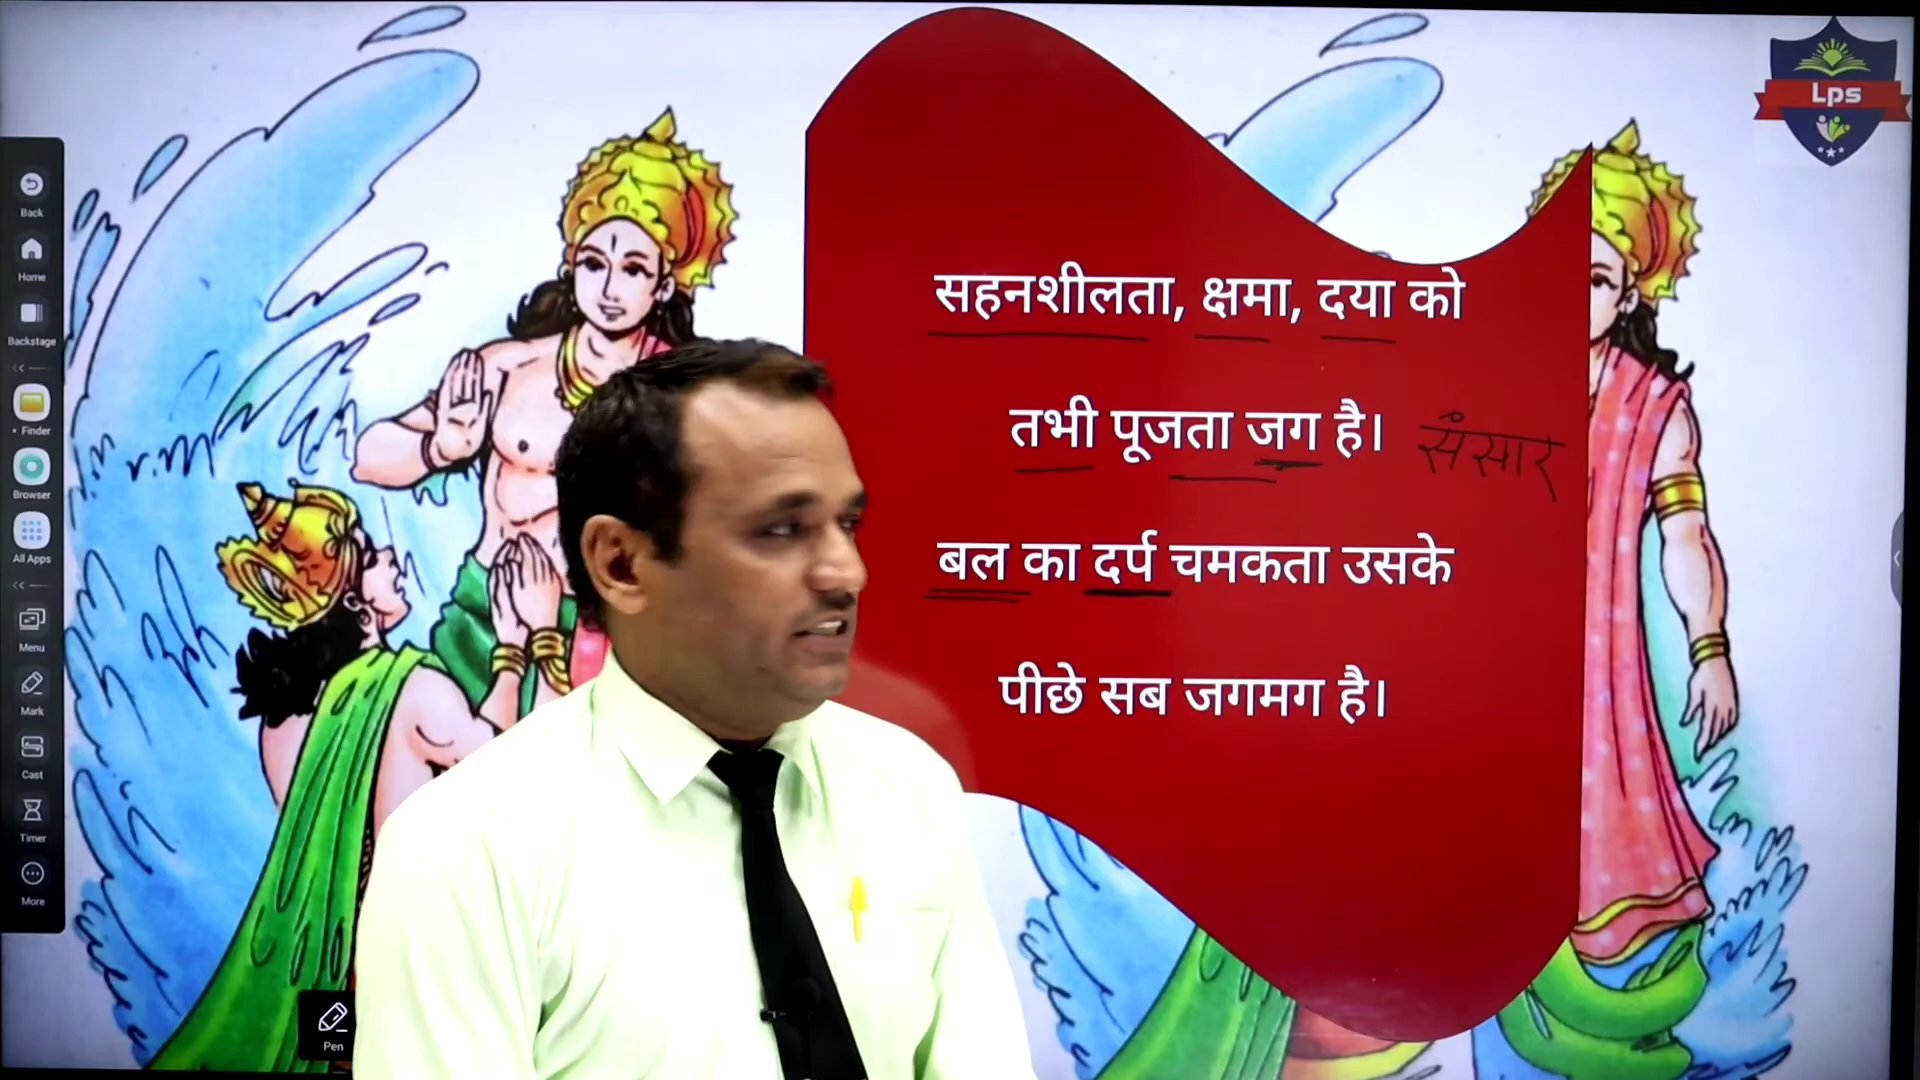 Lps
Back
Home
Backstage
Finder
Browser
All Apps
Menu
Mark
Cast
Timer
More
Pen
सहनशीलता, क्षमा, दया को
तभी पूजता जग है। संसार
बल का दर्प चमकता उसके
पीछे सब जगमग है।